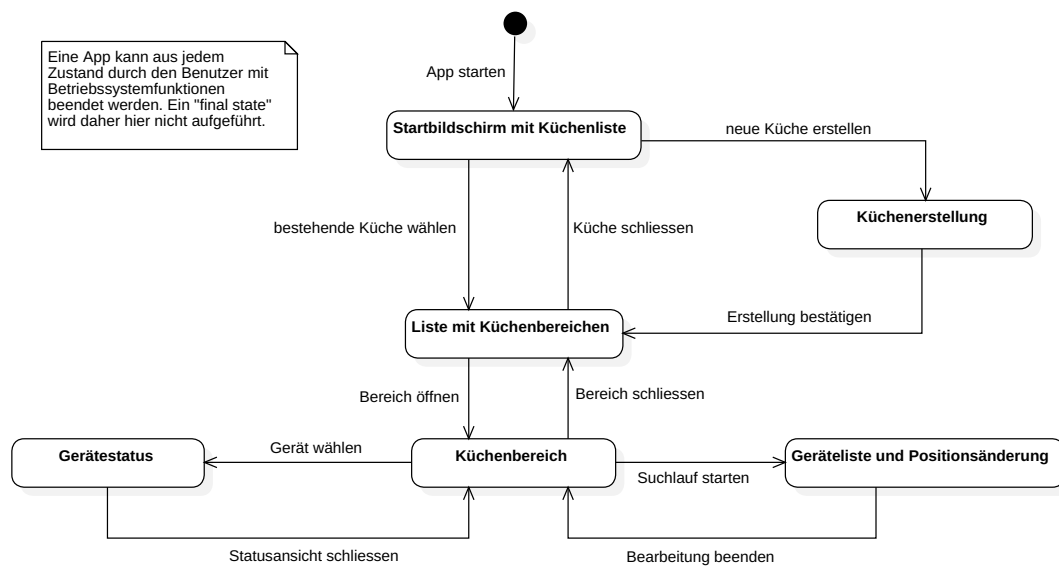 Eine App kann aus jedem
Zustand durch den Benutzer mit
Betriebssystemfunktionen
beendet werden. Ein "final state"
wird daher hier nicht aufgeführt.
App starten
Startbildschirm mit Küchenliste
neue Küche erstellen
Küchenerstellung
bestehende Küche wählen
Küche schliessen
Erstellung bestätigen
Liste mit Küchenbereichen
Bereich öffnen
Bereich schliessen
Gerätestatus
Gerät wählen
Küchenbereich
Suchlauf starten
Geräteliste und Positionsänderung
Statusansicht schliessen
Bearbeitung beenden